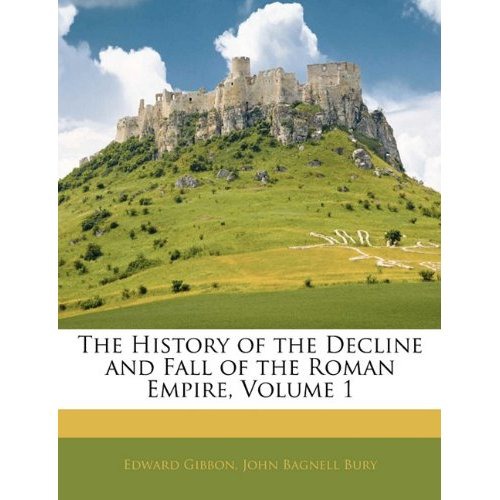 The History of the Decline
and Fall of the Roman
Empire, Volume 1
Edward Gibbon, John Bagnell Bury